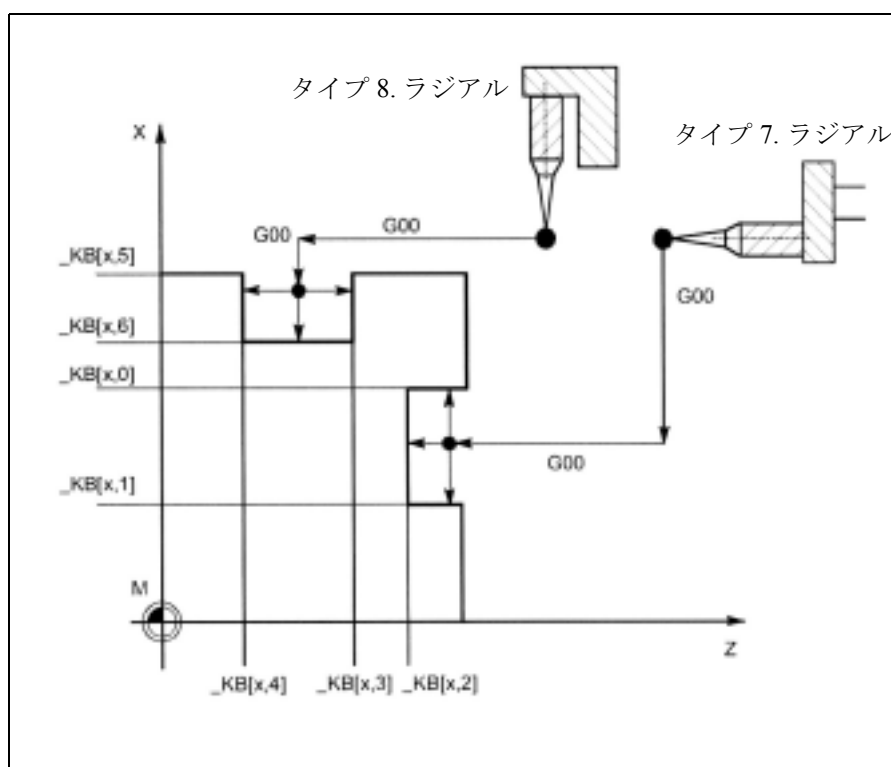 タイプ 8. ラジアル
タイプ 7. ラジアル
X
G00
G00
_KB[x,5]
G00
_KB[x,6]
_KB[x,0]
G00
_KB[x,1]
M
Z
_KB[x,4]
_KB[x,3]
_KB[x,2]